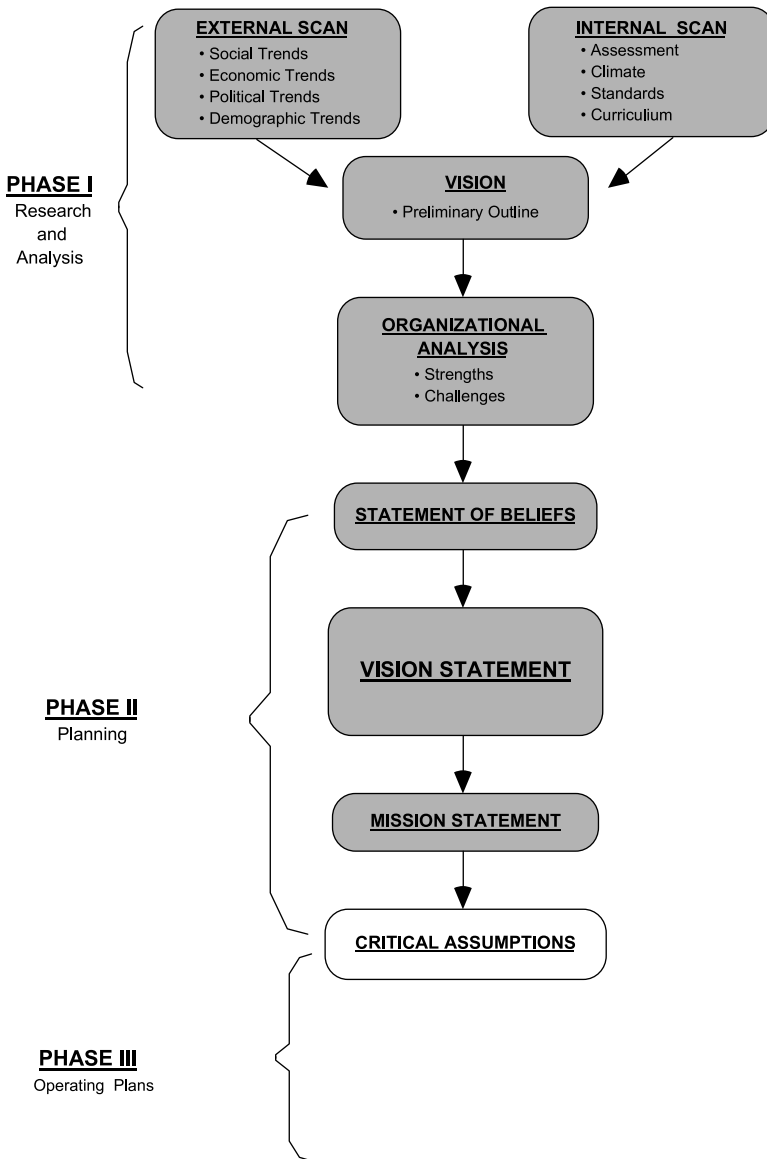 EXTERNAL SCAN
• Social Trends
• Economic Trends
• Political Trends
• Demographic Trends
INTERNAL SCAN
• Assessment
• Climate
• Standards
• Curriculium
PHASE I
Research
and
Analysis
VISION
• Preliminary Outline
ORGANIZATIONAL
ANALYSIS
• Strengths
• Challenges
STATEMENT OF BELIEFS
VISION STATEMENT
PHASE II
Planning
MISSION STATEMENT
CRITICAL ASSUMPTIONS
PHASE III
Operating Plans